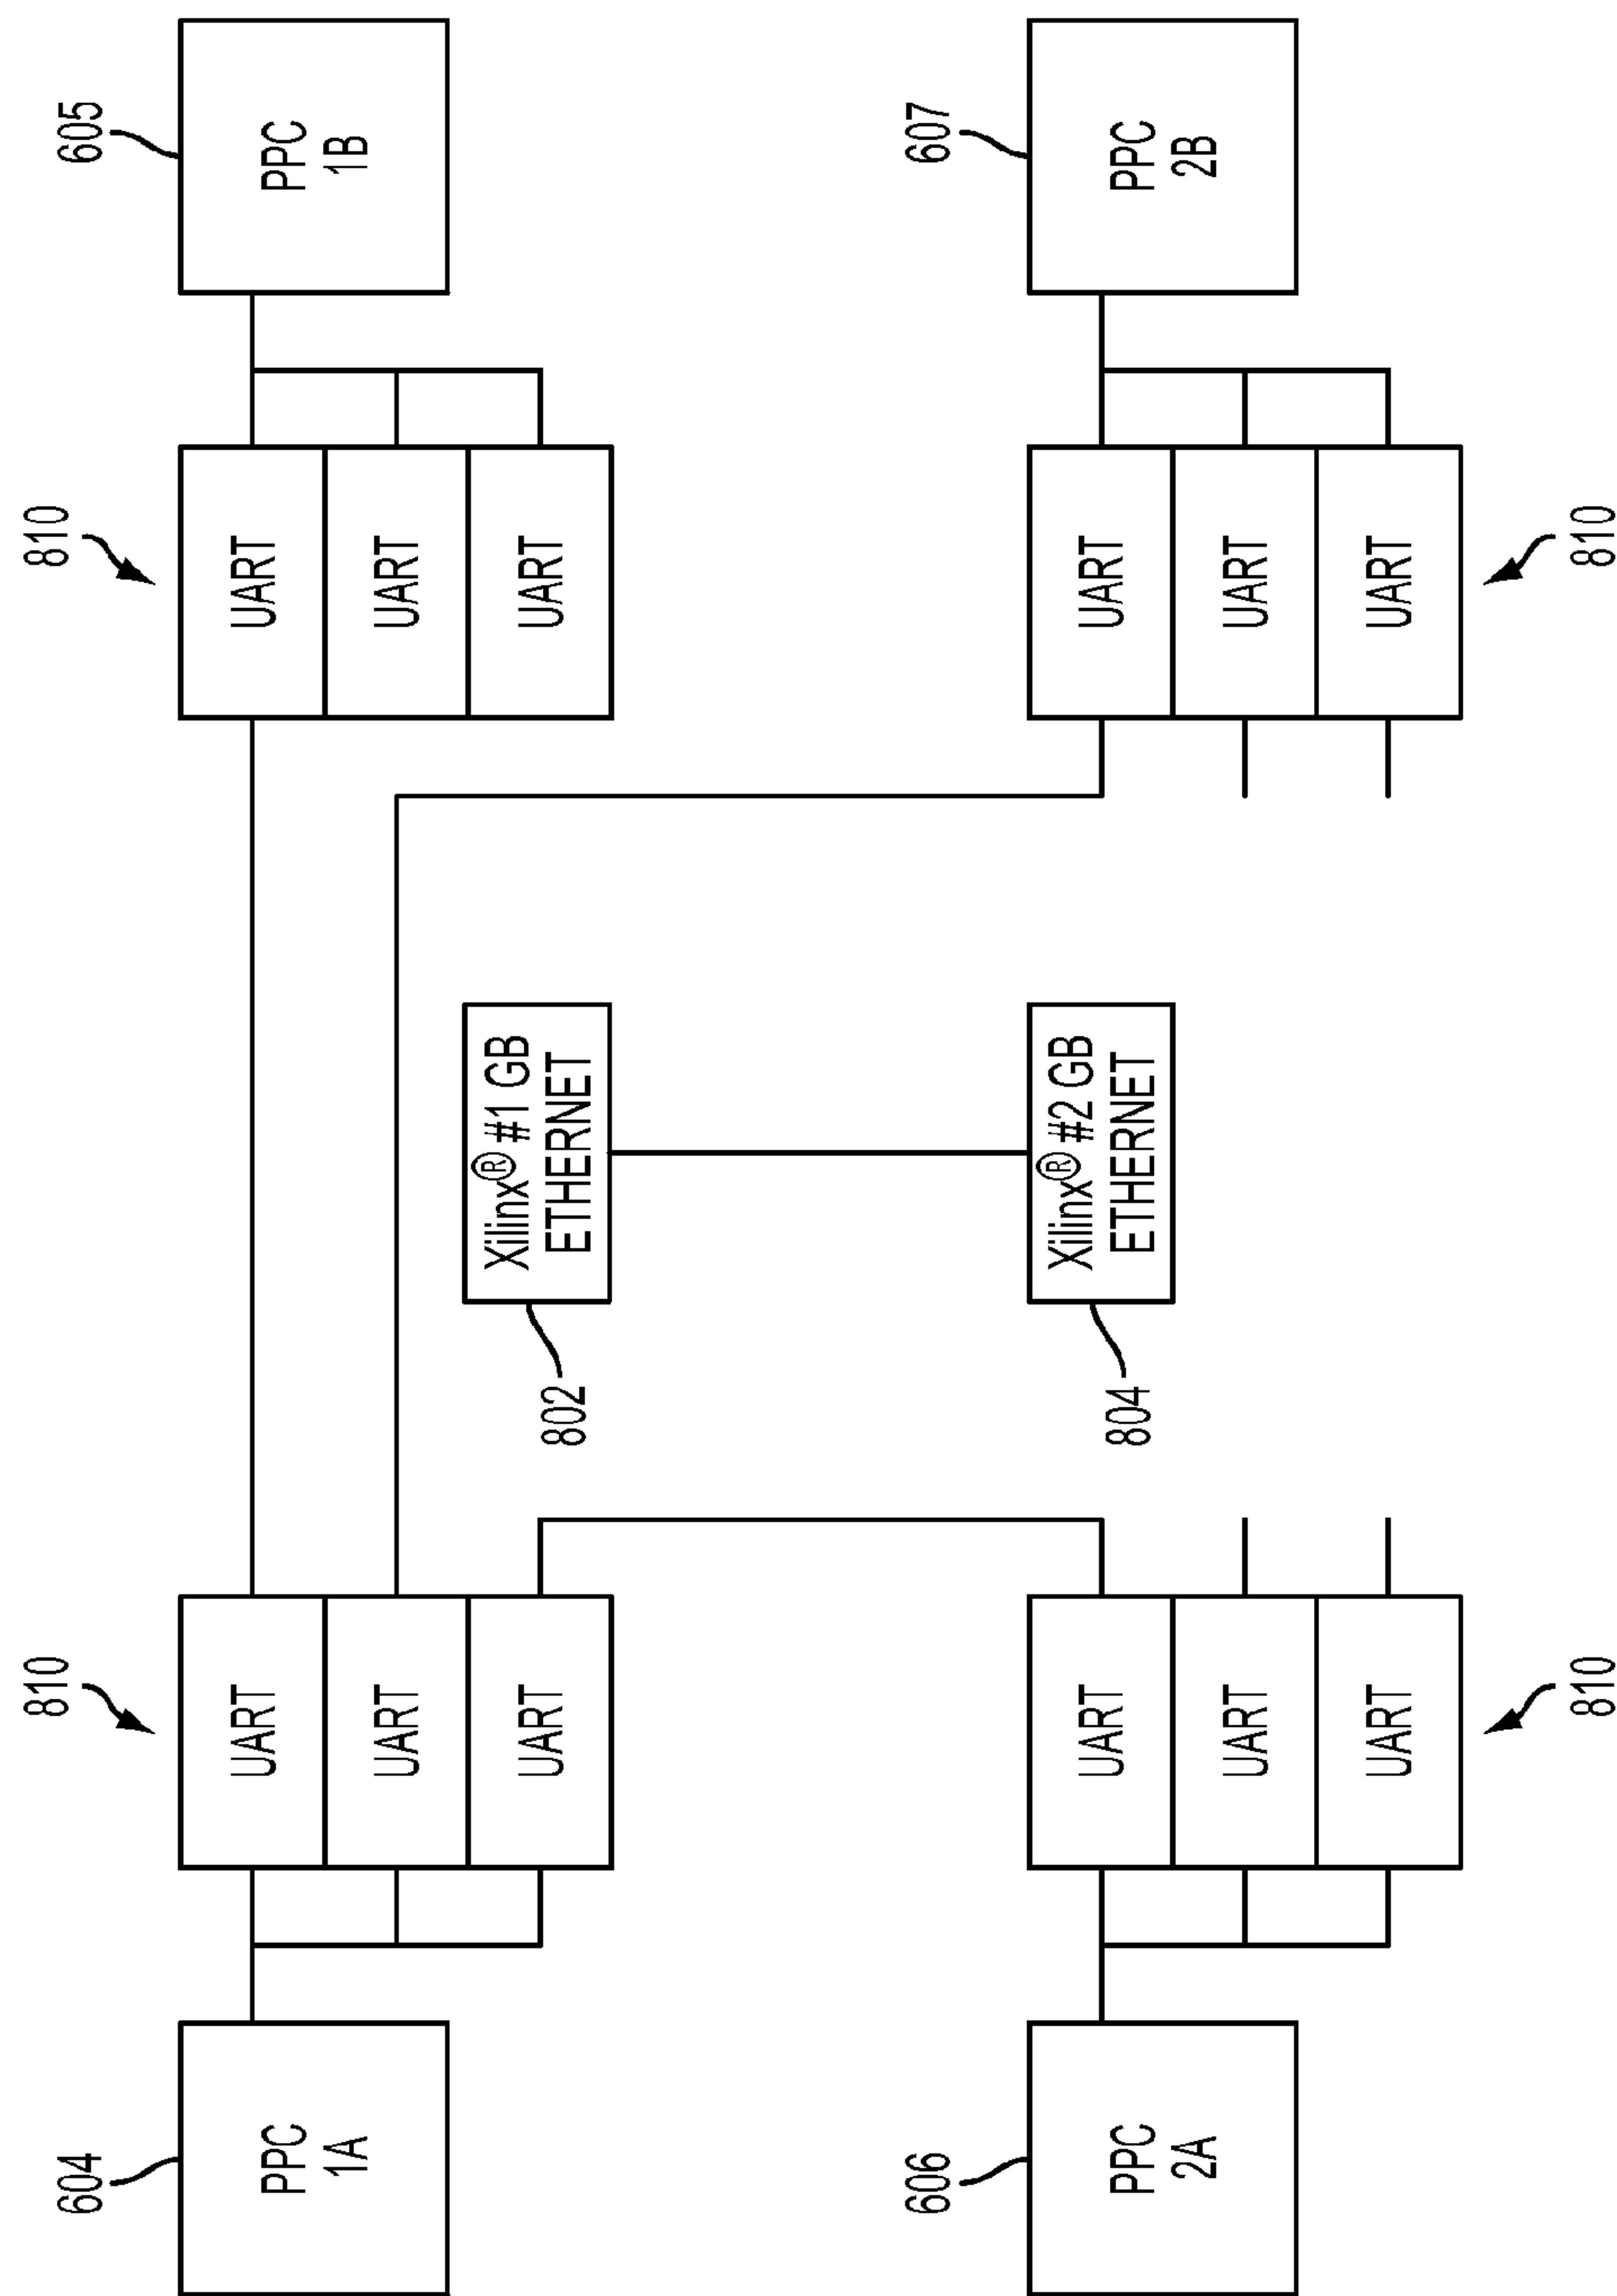 604
PPC
1A
810
UART
UART
UART
810
UART
UART
UART
605
PPC
1B
802
Xilinx® #1 GB
ETHERNET
804
Xilinx® #2 GB
ETHERNET
606
PPC
2A
UART
UART
UART
810
UART
UART
UART
810
607
PPC
2B